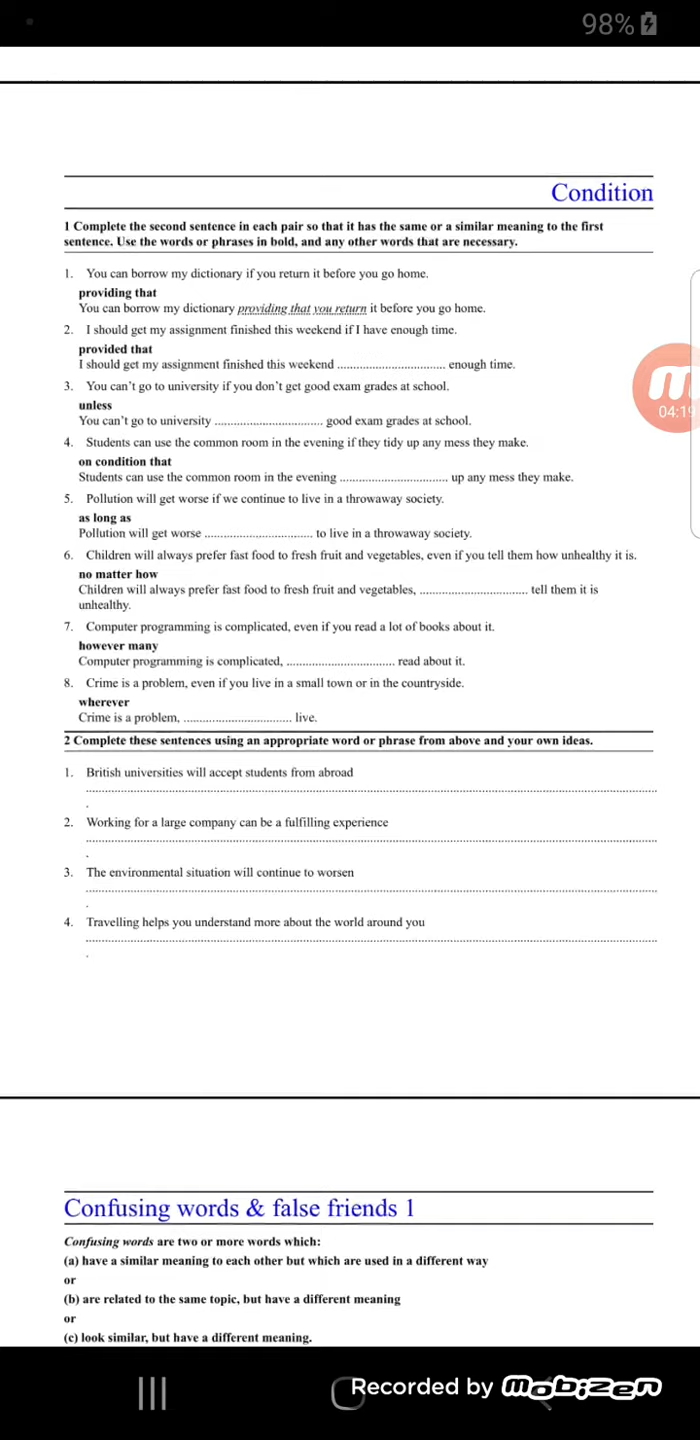 98%
Condition
1 Complete the second sentence in each pair so that it has the same or a similar meaning to the first
sentence. Use the words or phrases in bold, and any other words that are necessary.
1. You can borrow my dictionary if you return it before you go home.
providing that
You can borrow my dictionary providing that you return it before you go home.
2. I should get my assignment finished this weekend if I have enough time.
provided that
I should get my assignment finished this weekend .................................. enough time.
3. You can't go to university if you don't get good exam grades at school.
unless
You can't go to university .................................. good exam grades at school.
4. Students can use the common room in the evening if they tidy up any mess they make.
on condition that
Students can use the common room in the evening .................................. up any mess they make.
5. Pollution will get worse if we continue to live in a throwaway society.
as long as
Pollution will get worse .................................. to live in a throwaway society.
6. Children will always prefer fast food to fresh fruit and vegetables, even if you tell them how unhealthy it is.
no matter how
Children will always prefer fast food to fresh fruit and vegetables, .................................. tell them it is
unhealthy.
7. Computer programming is complicated, even if you read a lot of books about it.
however many
Computer programming is complicated, .................................. read about it.
8. Crime is a problem, even if you live in a small town or in the countryside.
wherever
Crime is a problem, .................................. live.
2 Complete these sentences using an appropriate word or phrase from above and your own ideas.
1. British universities will accept students from abroad
.
2. Working for a large company can be a fulfilling experience
.
3. The environmental situation will continue to worsen
.
4. Travelling helps you understand more about the world around you
.
04:19
Confusing words & false friends 1
Confusing words are two or more words which:
(a) have a similar meaning to each other but which are used in a different way
or
(b) are related to the same topic, but have a different meaning
or
(c) look similar, but have a different meaning.
Recorded by Mobizen